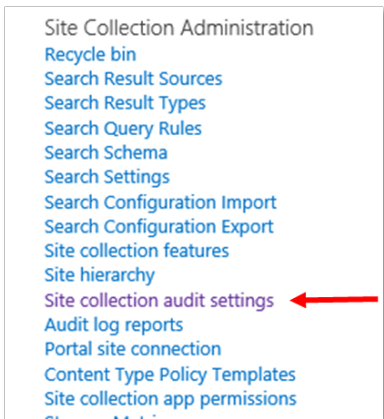 Site Collection Administration
Recycle bin
Search Result Sources
Search Result Types
Search Query Rules
Search Schema
Search Settings
Search Configuration Import
Search Configuration Export
Site collection features
Site hierarchy
Site collection audit settings
Audit log reports
Portal site connection
Content Type Policy Templates
Site collection app permissions